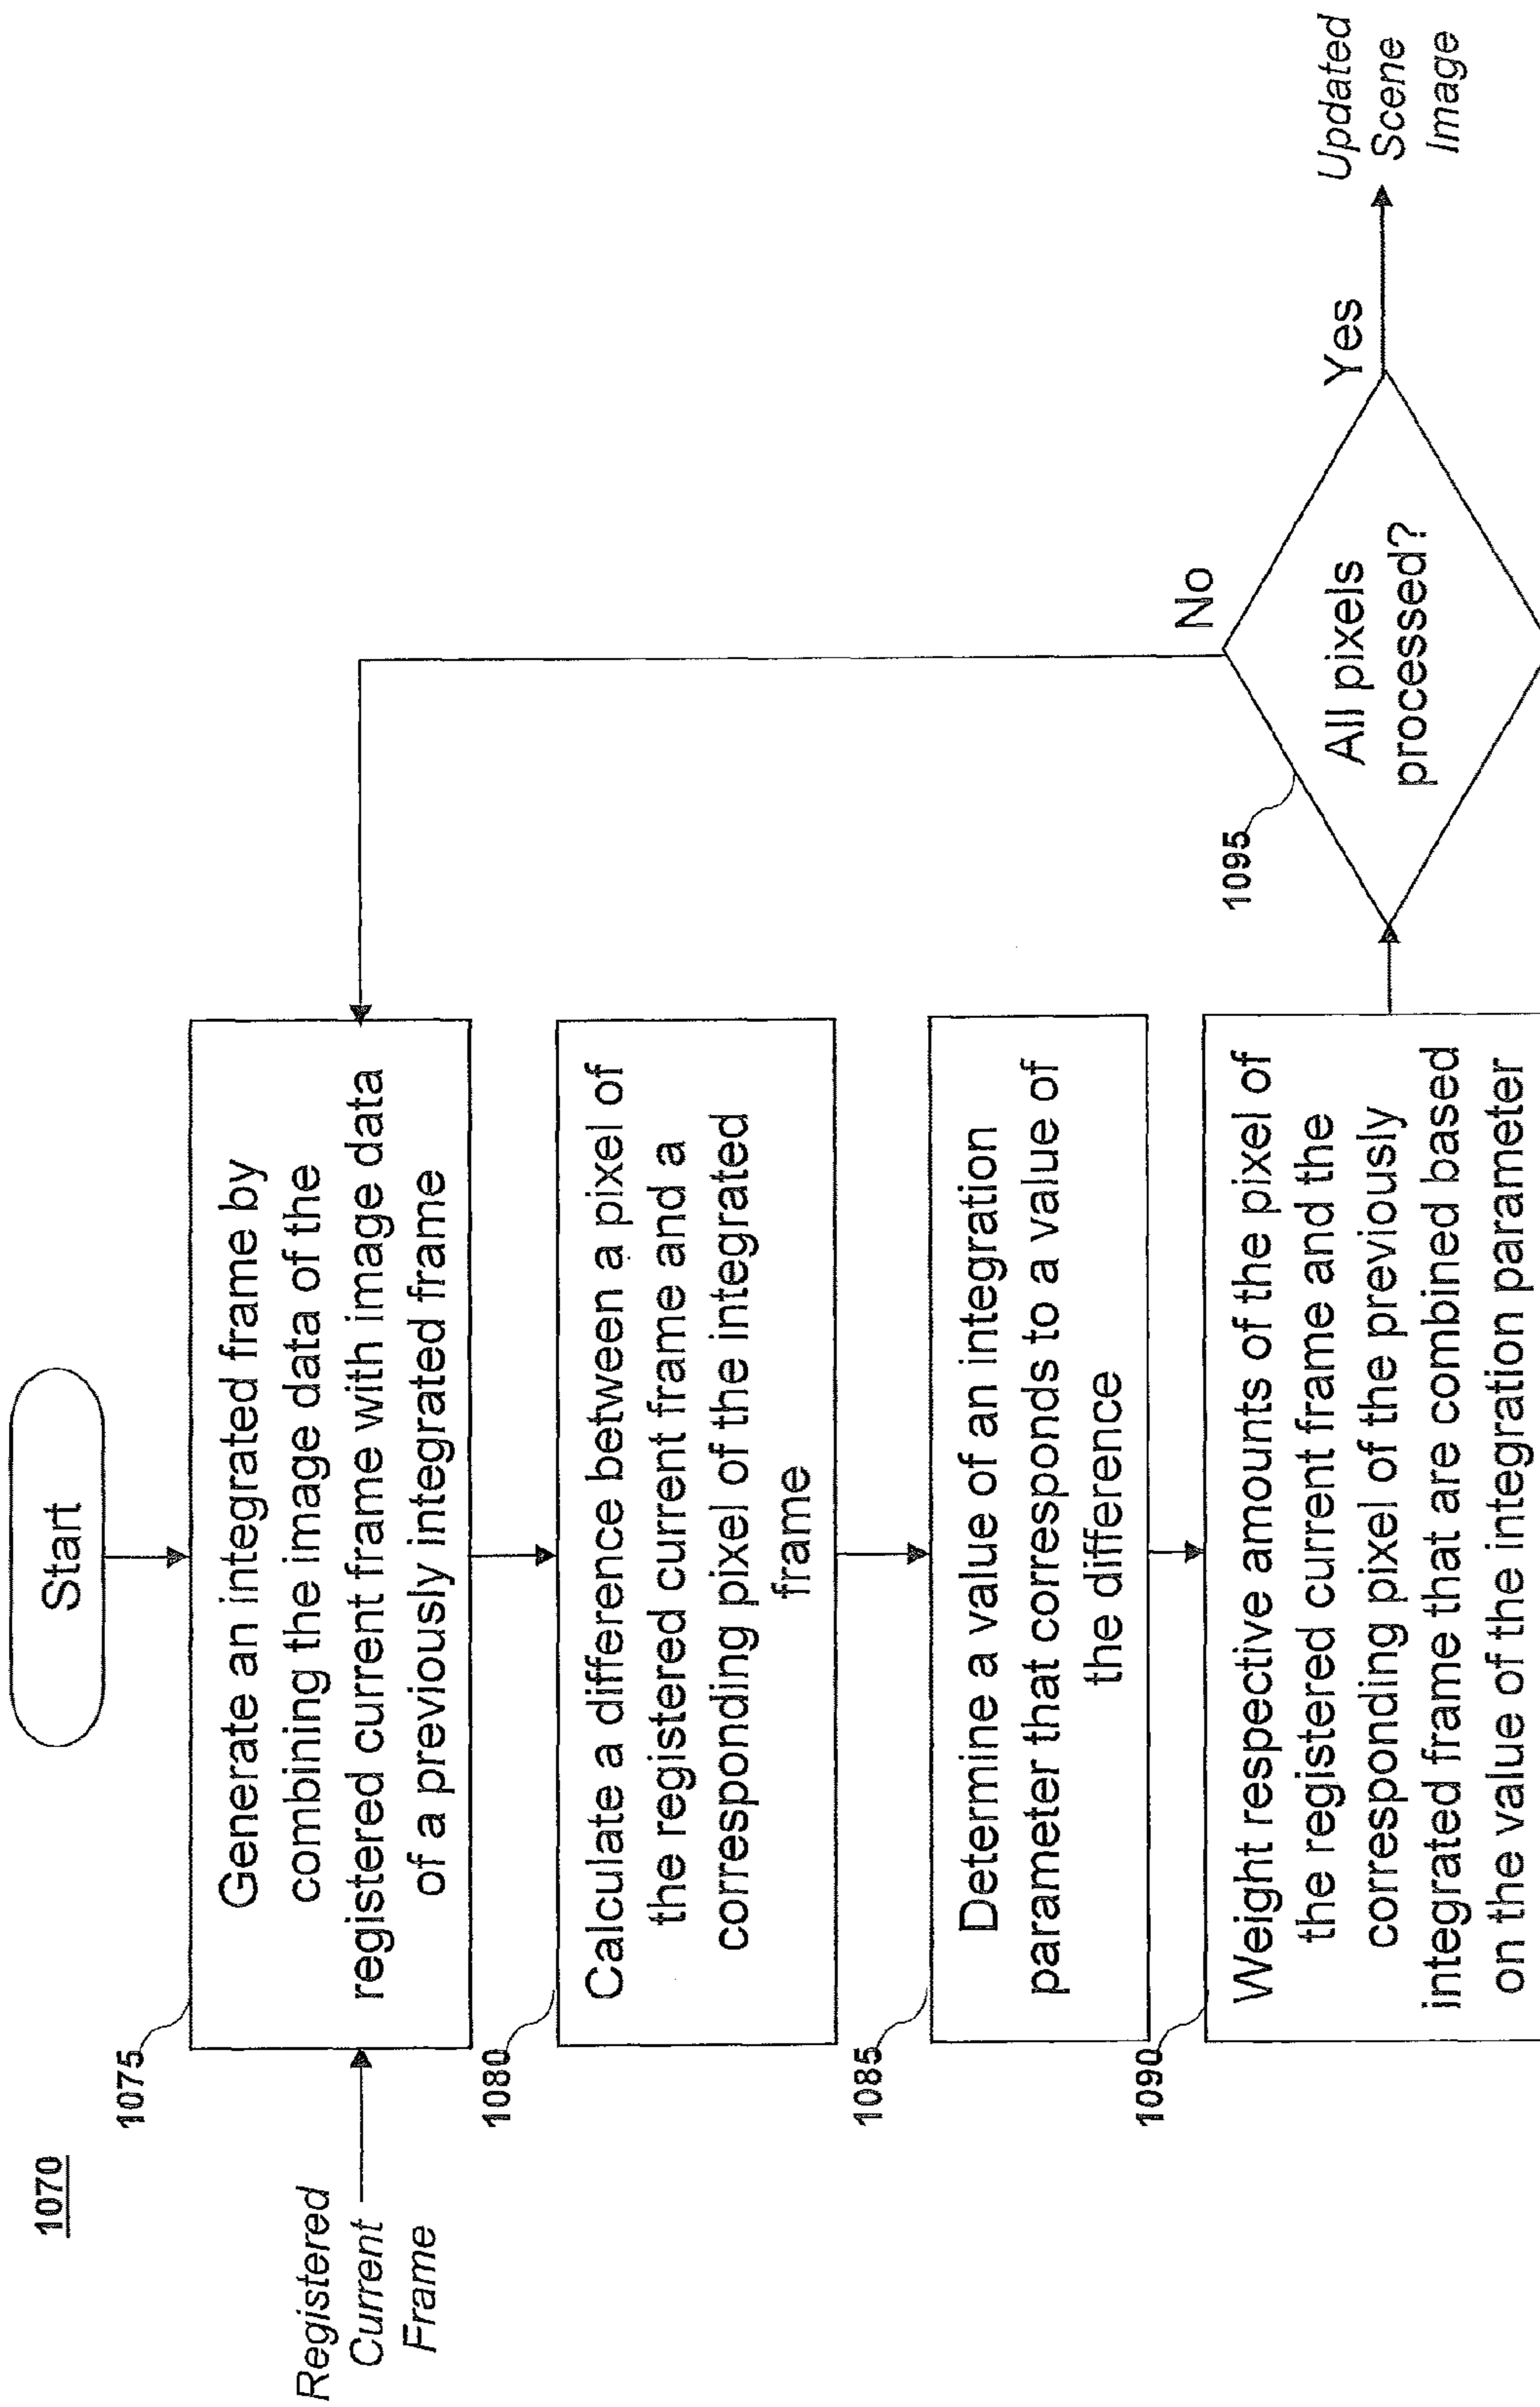 1070
Start
1075
Registered
Current
Frame
Generate an integrated frame by
combining the image data of the
registered current frame with image data
of a previously integrated frame
1080
Calculate a difference between a pixel of
the registered current frame and a
corresponding pixel of the integrated
frame
1085
Determine a value of an integration
parameter that corresponds to a value of
the difference
1090
Weight respective amounts of the pixel of
the registered current frame and the
corresponding pixel of the previously
integrated frame that are combined based
on the value of the integration parameter
1095
All pixels
processed?
No
Yes
Updated
Scene
Image